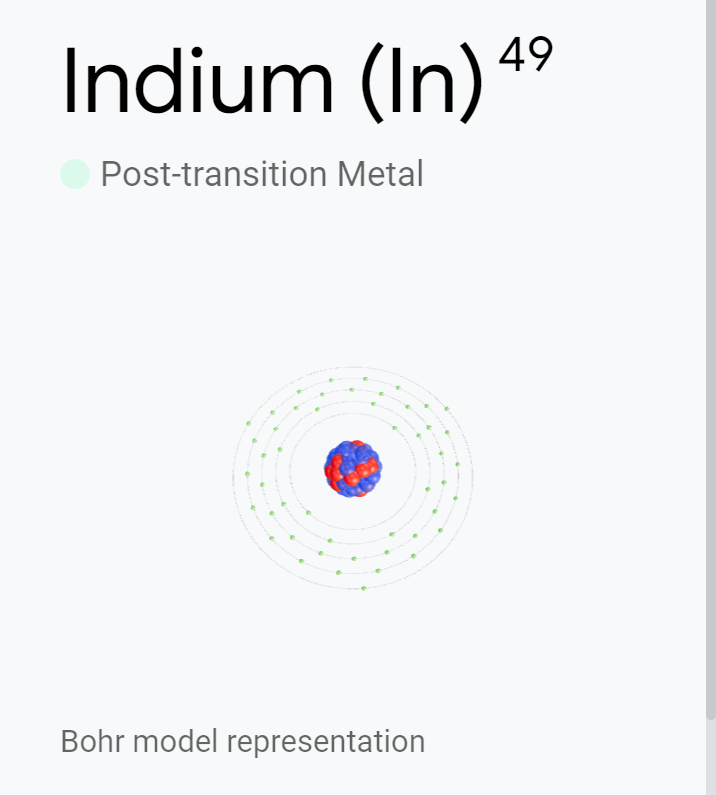 Indium (In) 49
Post-transition Metal
Bohr model representation